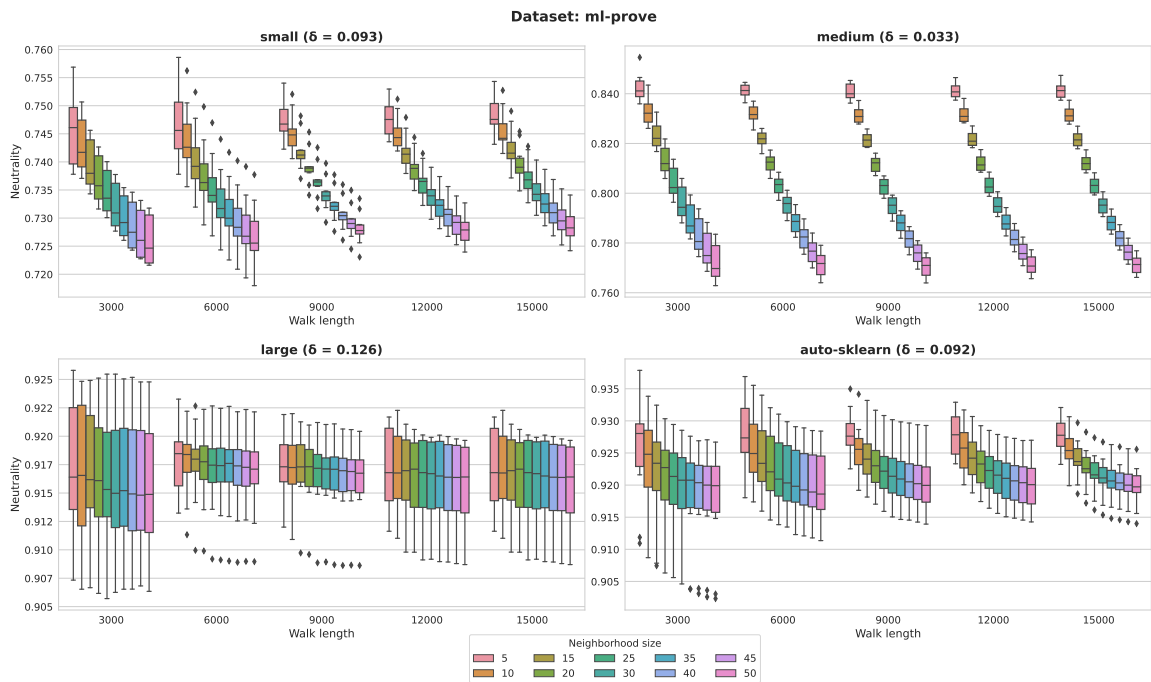 Dataset: ml-prove
small (δ = 0.093)
0.760
0.755
0.750
0.745
0.740
0.735
0.730
0.725
0.720
Neutrality
3000 6000 9000 12000 15000
Walk length
medium (δ = 0.033)
0.840
0.820
0.800
0.780
0.760
3000 6000 9000 12000 15000
Walk length
large (δ = 0.126)
0.925
0.922
0.920
0.917
0.915
0.912
0.910
0.907
0.905
Neutrality
3000 6000 9000 12000 15000
Walk length
auto-sklearn (δ = 0.092)
0.935
0.930
0.925
0.920
0.915
0.910
0.905
3000 6000 9000 12000 15000
Walk length
Neighborhood size
5 15 25 35 45
10 20 30 40 50